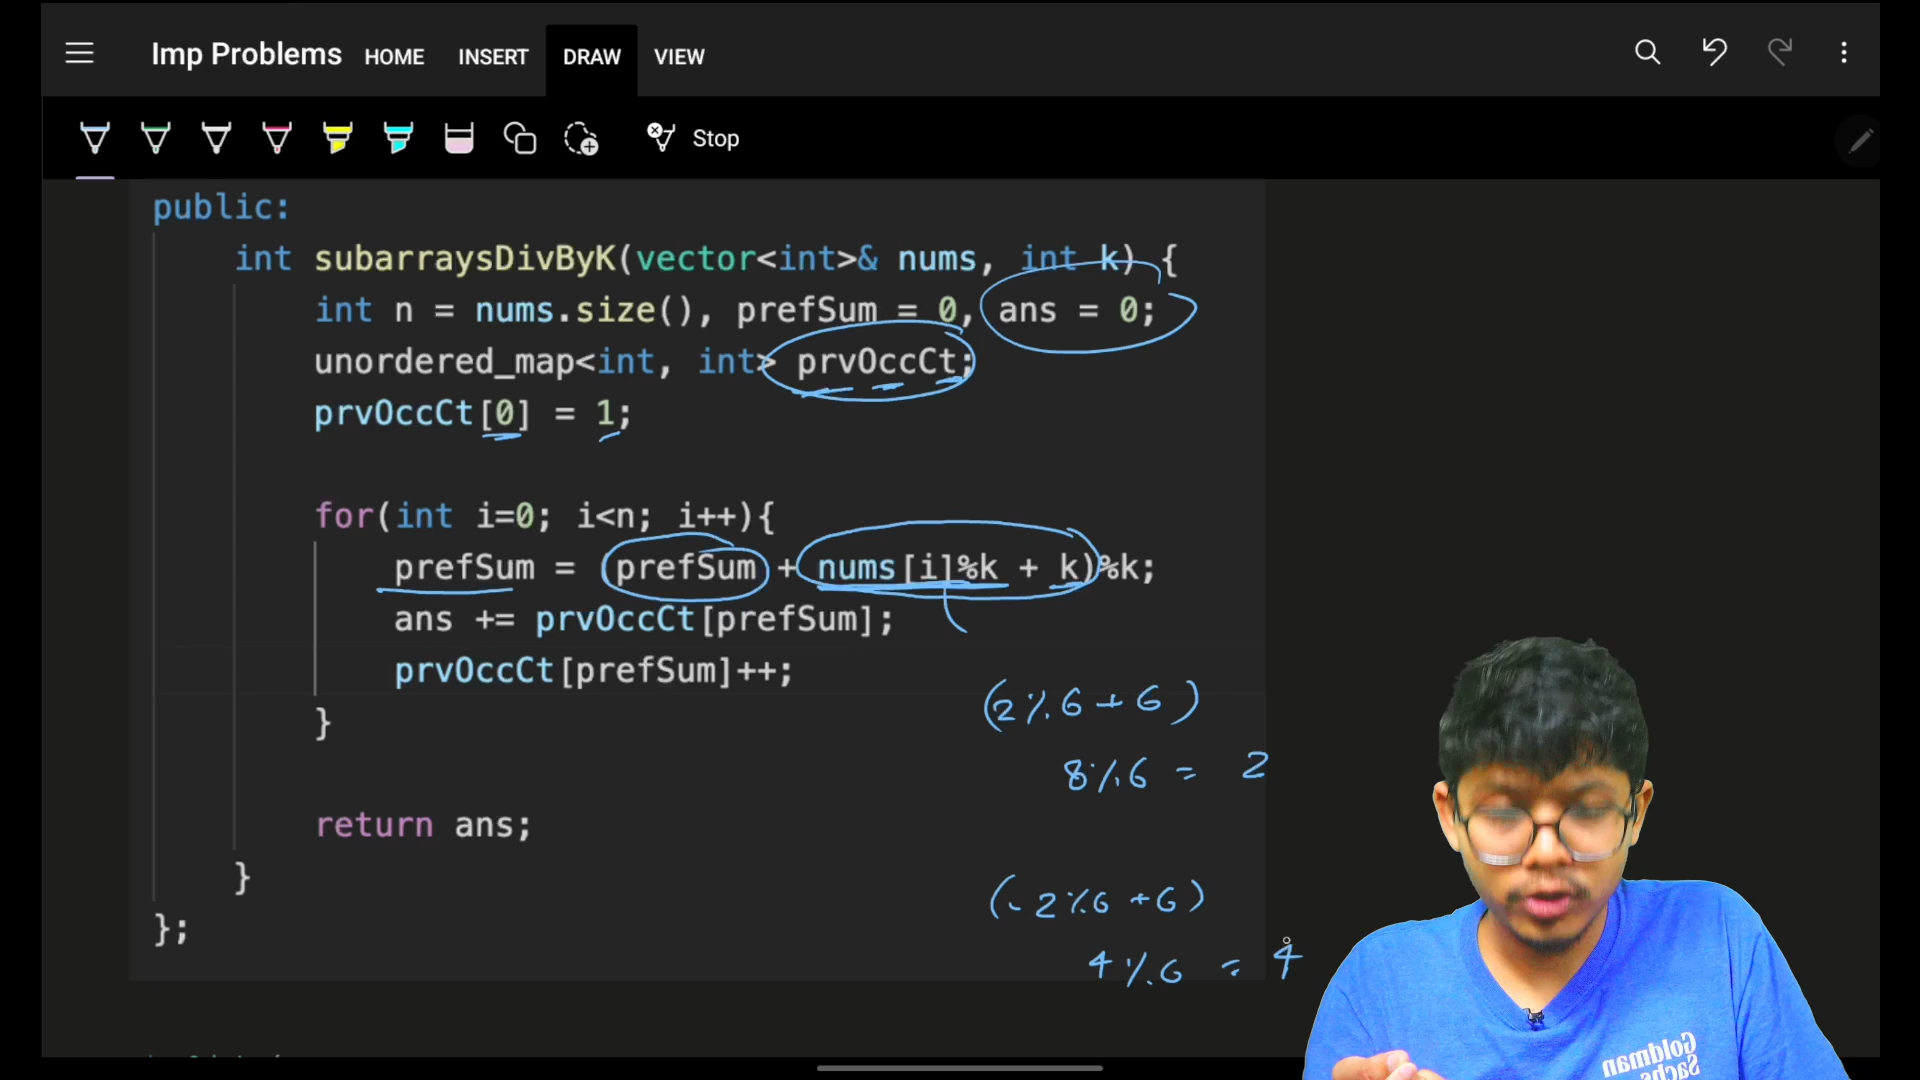 Imp Problems HOME INSERT DRAW VIEW
Stop
public:
int subarraysDivByK(vector<int>& nums, int k) {
int n = nums.size(), prefSum = 0, ans = 0;
unordered_map<int, int> prvOccCt;
prvOccCt[0] = 1;
for(int i=0; i<n; i++){
prefSum = (prefSum + nums[i]%k + k)%k;
ans += prvOccCt[prefSum];
prvOccCt[prefSum]++;
}
(2%6+6)
8%6 = 2
return ans;
}
(-2%6+6)
};
4%6 = 4
Goldman
Sachs